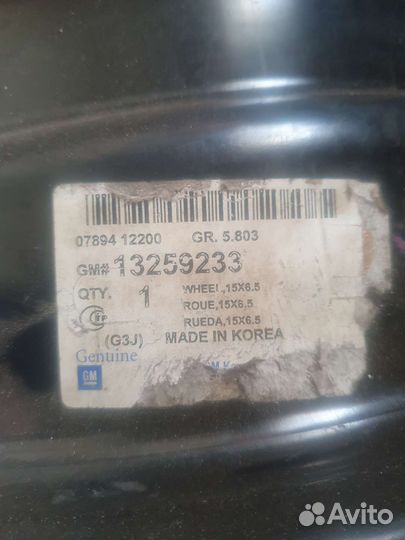 07894 12200 GR. 5.803
GM# 13259233
QTY. 1 WHEEL,15X6.5
ROUE,15X6.5
RUEDA,15X6.5
(G3J) MADE IN KOREA
Genuine
GM
Avito